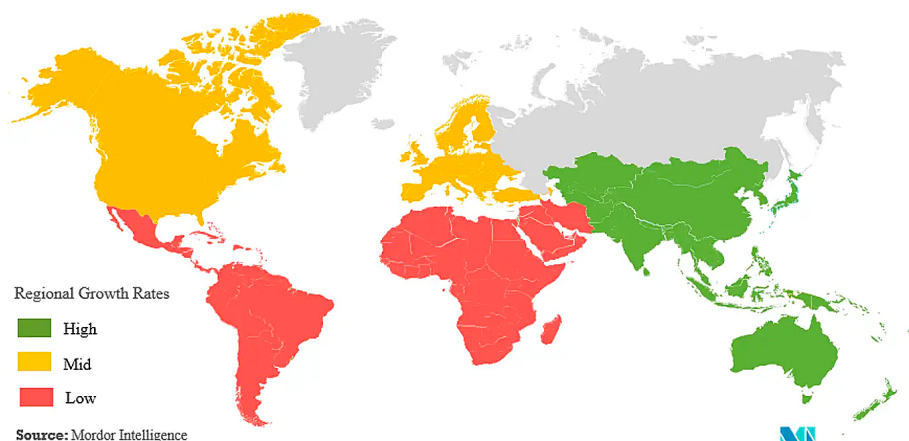 Regional Growth Rates
High
Mid
Low
Source: Mordor Intelligence